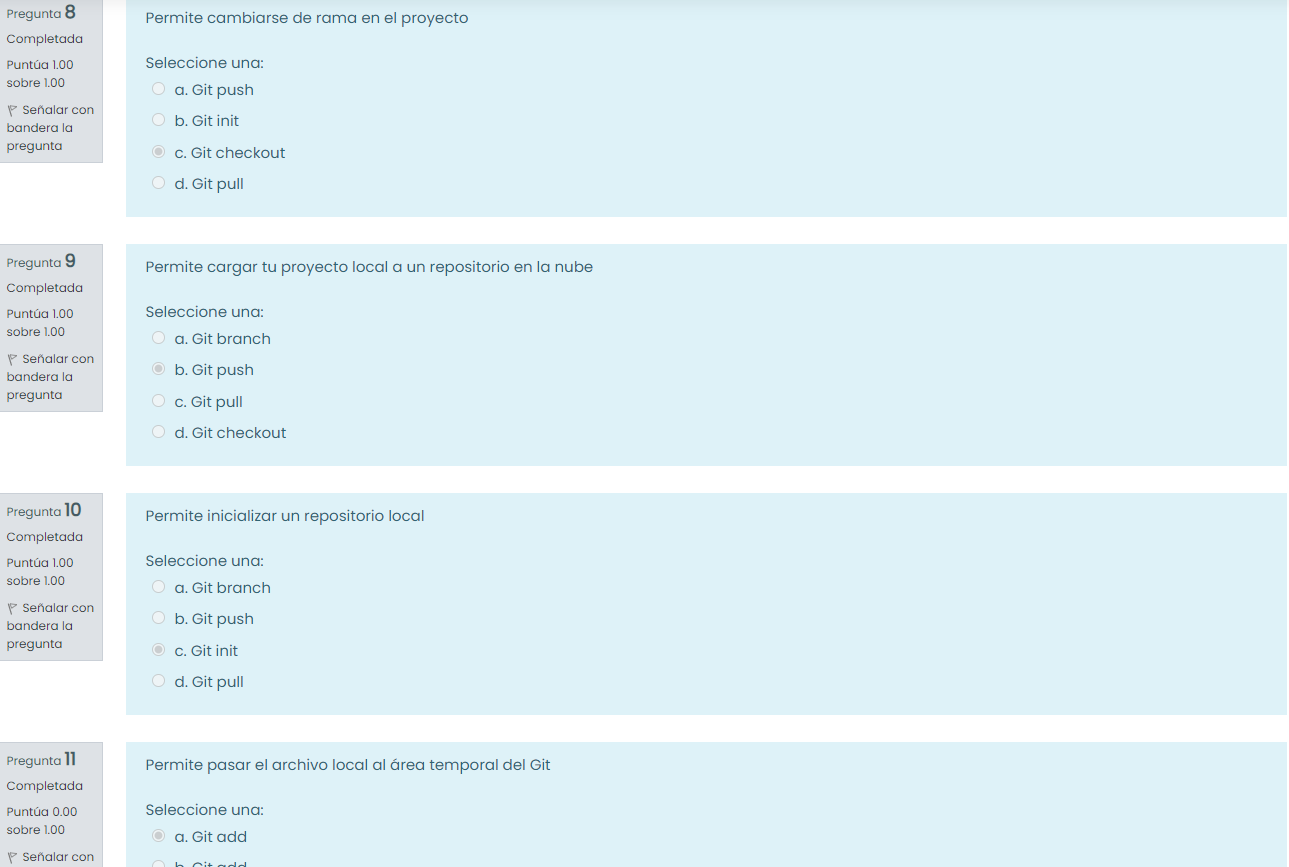 Pregunta 8
Completada
Puntúa 1.00
sobre 1.00
Señalar con
bandera la
pregunta
Permite cambiarse de rama en el proyecto
Seleccione una:
a. Git push
b. Git init
c. Git checkout
d. Git pull
Pregunta 9
Completada
Puntúa 1.00
sobre 1.00
Señalar con
bandera la
pregunta
Permite cargar tu proyecto local a un repositorio en la nube
Seleccione una:
a. Git branch
b. Git push
c. Git pull
d. Git checkout
Pregunta 10
Completada
Puntúa 1.00
sobre 1.00
Señalar con
bandera la
pregunta
Permite inicializar un repositorio local
Seleccione una:
a. Git branch
b. Git push
c. Git init
d. Git pull
Pregunta 11
Completada
Puntúa 0.00
sobre 1.00
Señalar con
Permite pasar el archivo local al área temporal del Git
Seleccione una:
a. Git add
b. Git add